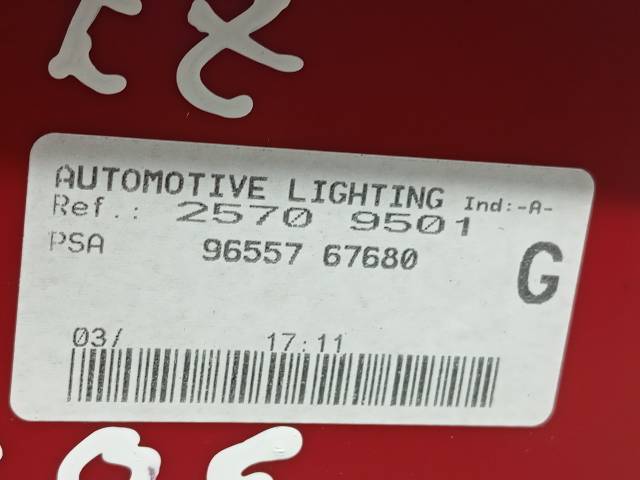 AUTOMOTIVE LIGHTING Ind:-A-
Ref.: 2570 9501
PSA 96557 67680
G
03/ 17:11